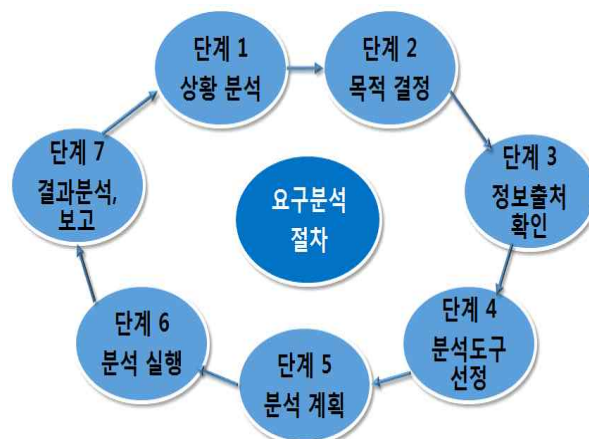 단계 1
상황 분석
단계 2
목적 결정
단계 3
정보출처
확인
단계 4
분석도구
선정
단계 5
분석 계획
단계 6
분석 실행
단계 7
결과분석,
보고
요구분석
절차